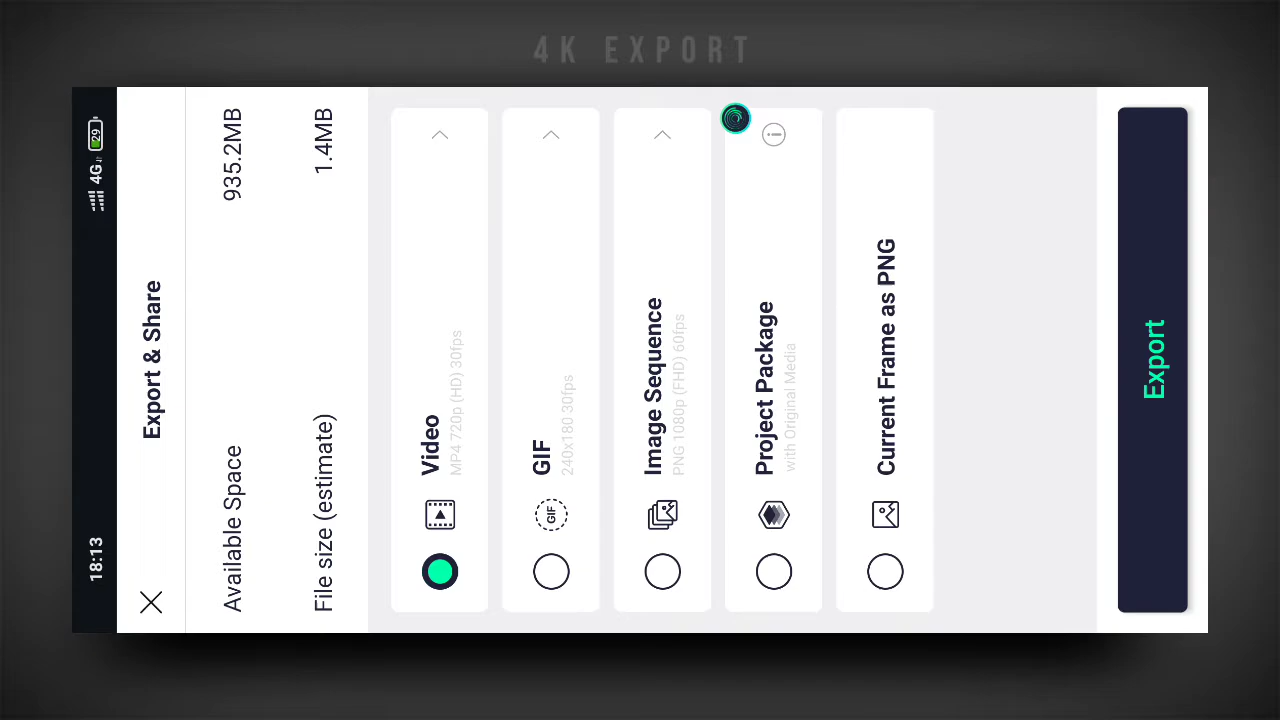 4K EXPORT
18:13
4G
29
Export & Share
Available Space 935.2MB
File size (estimate) 1.4MB
Video
MP4 720p (HD) 30fps
GIF
GIF
240x180 30fps
Image Sequence
PNG 1080p (FHD) 60fps
Project Package
with Original Media
Current Frame as PNG
Export